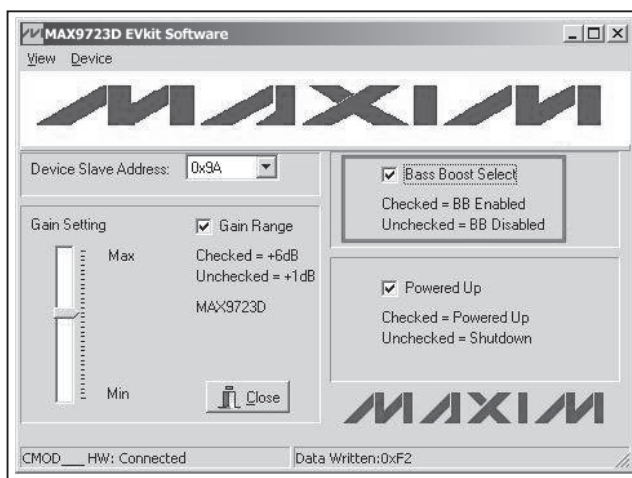 MAX9723D EVkit Software
View Device
MAXIM
Device Slave Address: 0x9A
Bass Boost Select
Checked = BB Enabled
Unchecked = BB Disabled
Gain Setting
Max
Min
Gain Range
Checked = +6dB
Unchecked = +1dB
MAX9723D
Close
Powered Up
Checked = Powered Up
Unchecked = Shutdown
MAXIM
CMOD___ HW: Connected
Data Written:0xF2